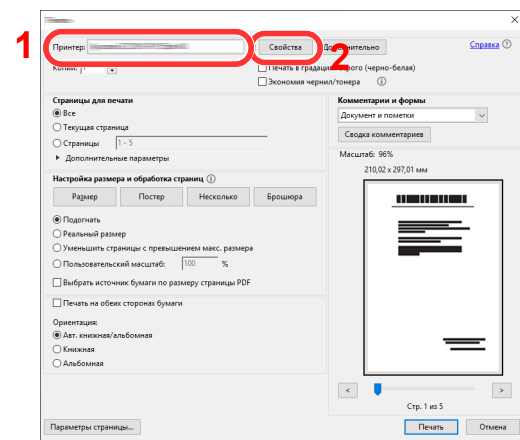 1
2
Принтер:
Свойства
Дополнительно
Справка
Копии:
Печать в градациях серого (черно-белая)
Экономия чернил/тонера
Страницы для печати
Все
Текущая страница
Страницы 1 - 5
Дополнительные параметры
Настройка размера и обработка страниц
Размер Постер Несколько Брошюра
Подогнать
Реальный размер
Уменьшить страницы с превышением макс. размера
Пользовательский масштаб: 100 %
Выбрать источник бумаги по размеру страницы PDF
Печать на обеих сторонах бумаги
Ориентация:
Авт. книжная/альбомная
Книжная
Альбомная
Комментарии и формы
Документ и пометки
Сводка комментариев
Масштаб: 96%
210,02 x 297,01 мм
< >
Стр. 1 из 5
Параметры страницы...
Печать Отмена